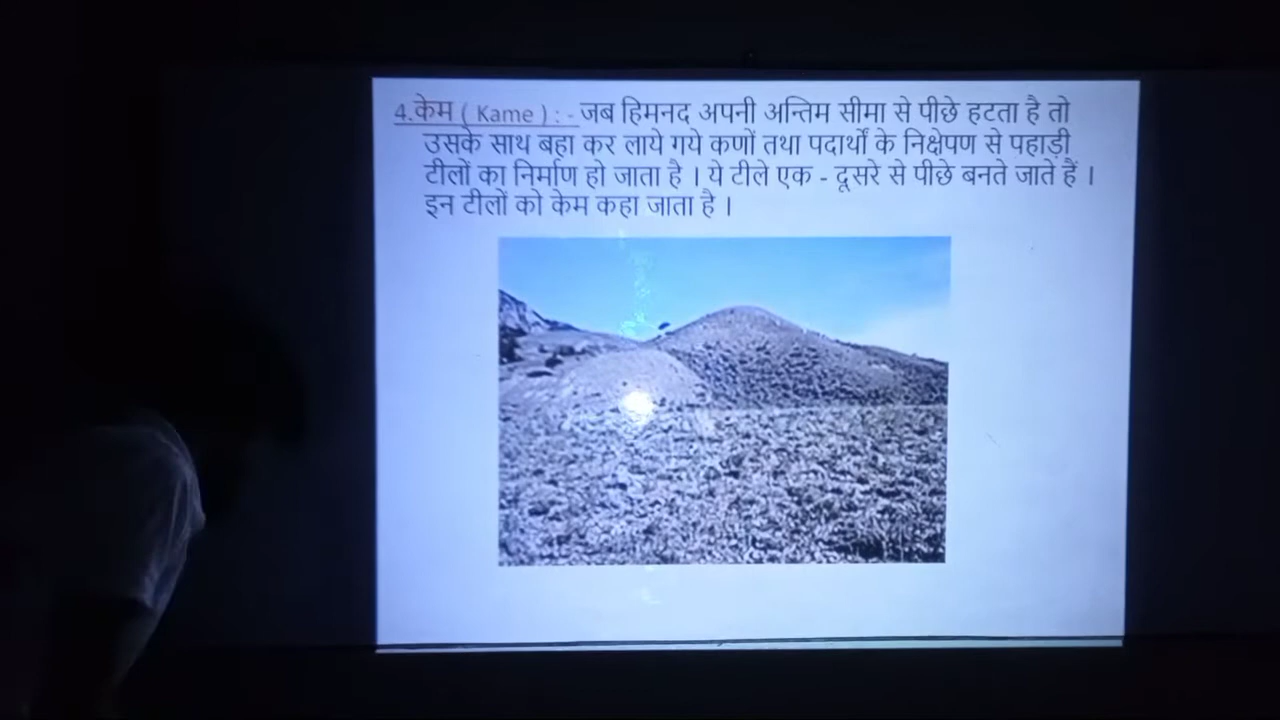 4.केम ( Kame ) : - जब हिमनद अपनी अन्तिम सीमा से पीछे हटता है तो
उसके साथ बहा कर लाये गये कणों तथा पदार्थों के निक्षेपण से पहाड़ी
टीलों का निर्माण हो जाता है । ये टीले एक - दूसरे से पीछे बनते जाते हैं ।
इन टीलों को केम कहा जाता है ।